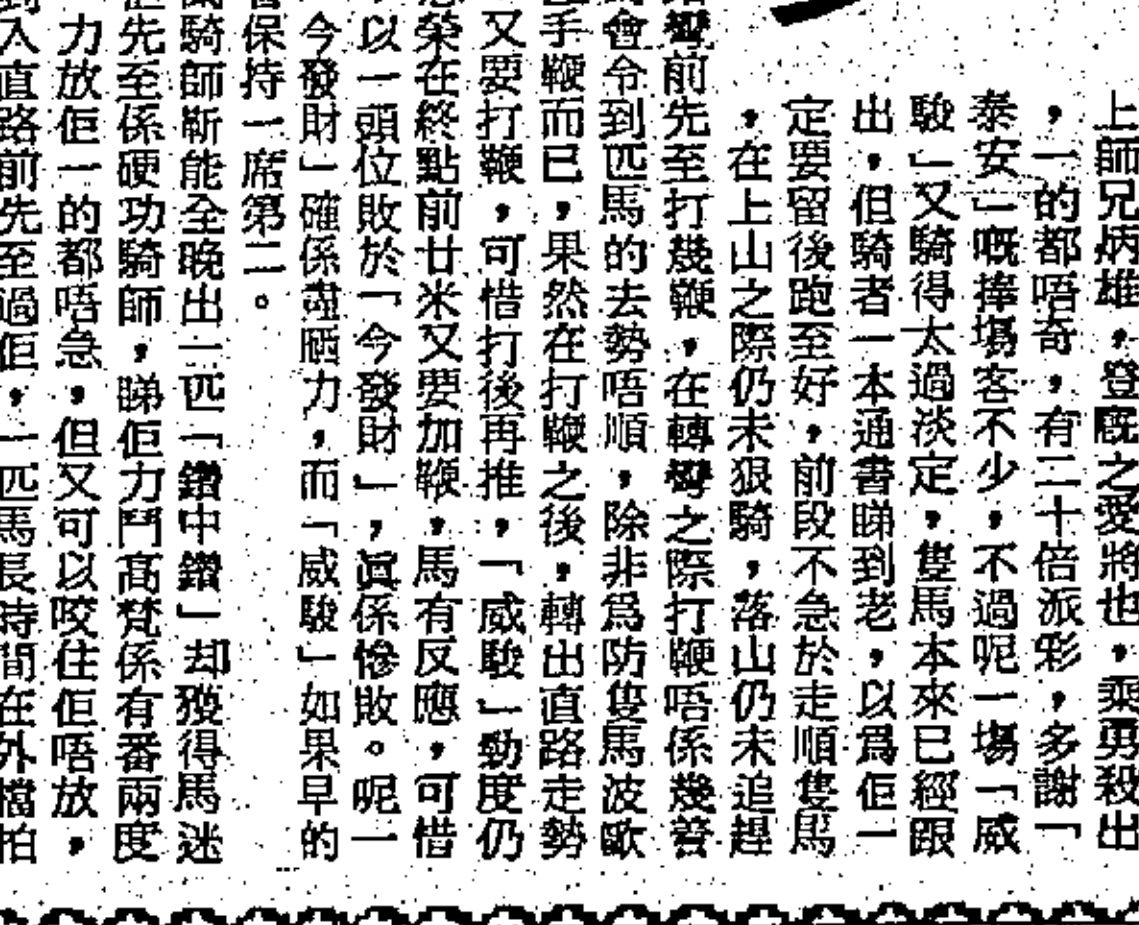 上師兄炳雄，登旣之愛將也，乘勇殺出
，一的都唔奇，有二十倍派彩，多謝「
泰安」嘅捧塲客不少，不過呢一塲「威
駿」又騎得太過淡定，隻馬本來已經跟
出，但騎者一本通書睇到老，以爲佢一
定要留後跑至好，前段不急於走順隻馬
，在上山之際仍未狠騎，落山仍未追趕
彎前先至打幾鞭，在轉彎之際打鞭唔係幾善
會令到匹馬的去勢唔順，除非爲防隻馬波歐
手鞭而已，果然在打鞭之後，轉出直路走勢
又要打鞭，可惜打後再推，「威駿」勁度仍
榮在終點前廿米又要加鞭，馬有反應，可惜
以一頭位敗於「今發財」，眞係慘敗。呢一
今發財」確係盡晒力，而「威駿」如果早的
保持一席第二。
騎師靳能全晚出一匹「鑽中鑽」却獲得馬迷
先至係硬功騎師，睇佢力鬥高梵係有番兩度
力放佢一的都唔急，但又可以咬住佢唔放，
入直路前先至過佢，一匹馬長時間在外檔拍